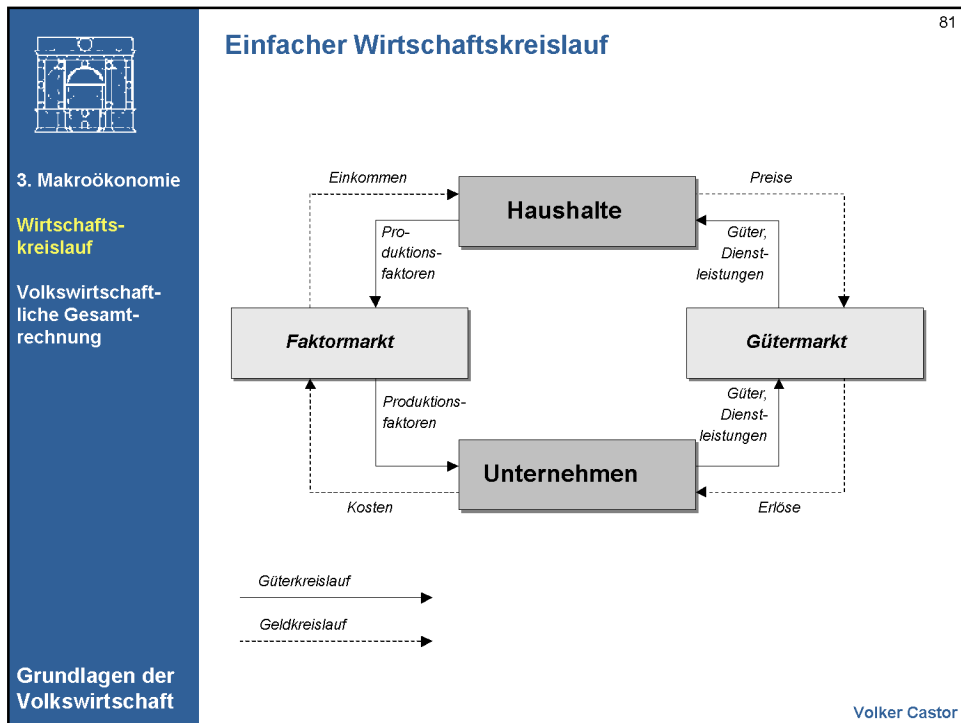 81
Einfacher Wirtschaftskreislauf
3. Makroökonomie
Wirtschafts-
kreislauf
Volkswirtschaft-
liche Gesamt-
rechnung
Einkommen
Haushalte
Preise
Pro-
duktions-
faktoren
Güter,
Dienst-
leistungen
Faktormarkt
Gütermarkt
Produktions-
faktoren
Güter,
Dienst-
leistungen
Unternehmen
Kosten
Erlöse
Güterkreislauf
Geldkreislauf
Grundlagen der
Volkswirtschaft
Volker Castor